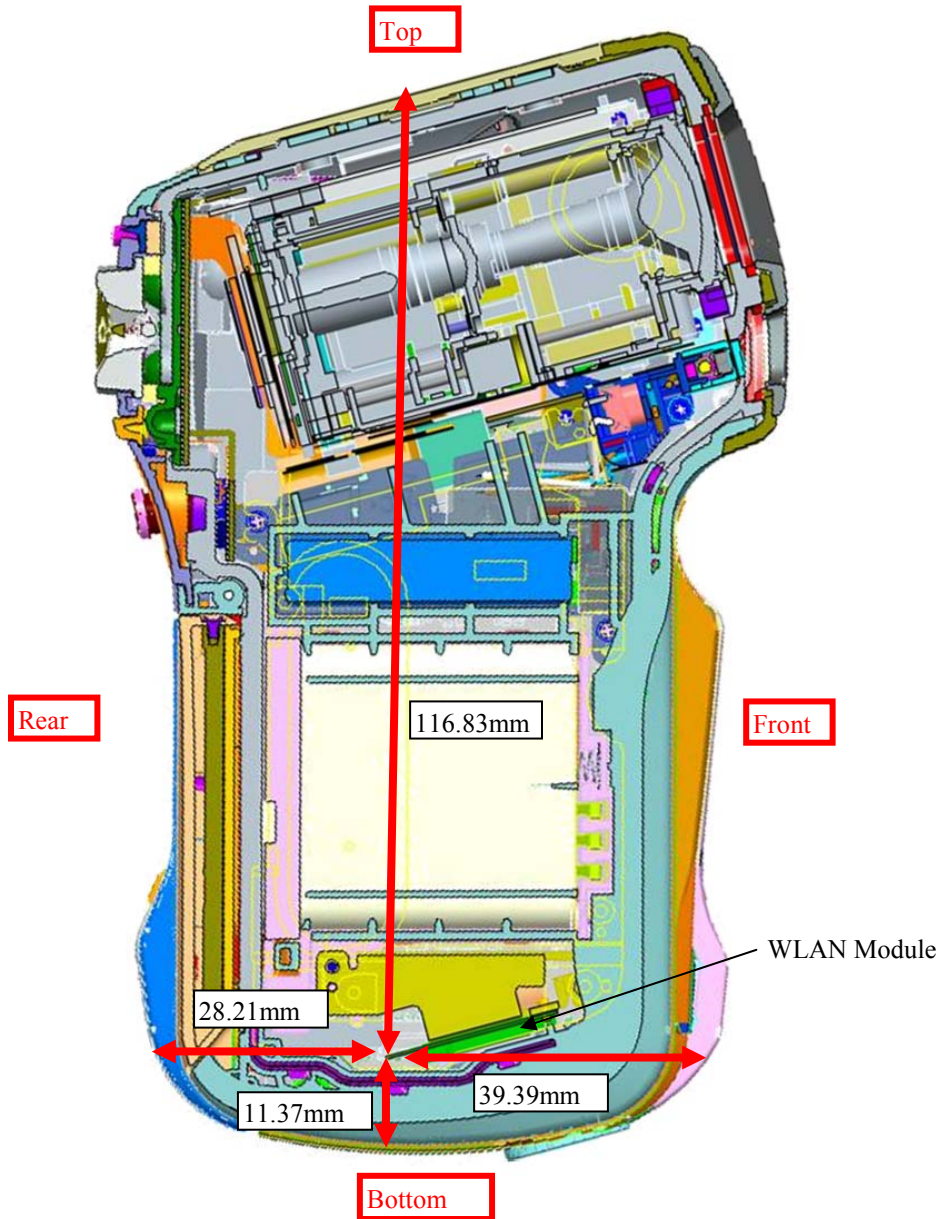 Top
Rear
116.83mm
Front
WLAN Module
28.21mm
39.39mm
11.37mm
Bottom